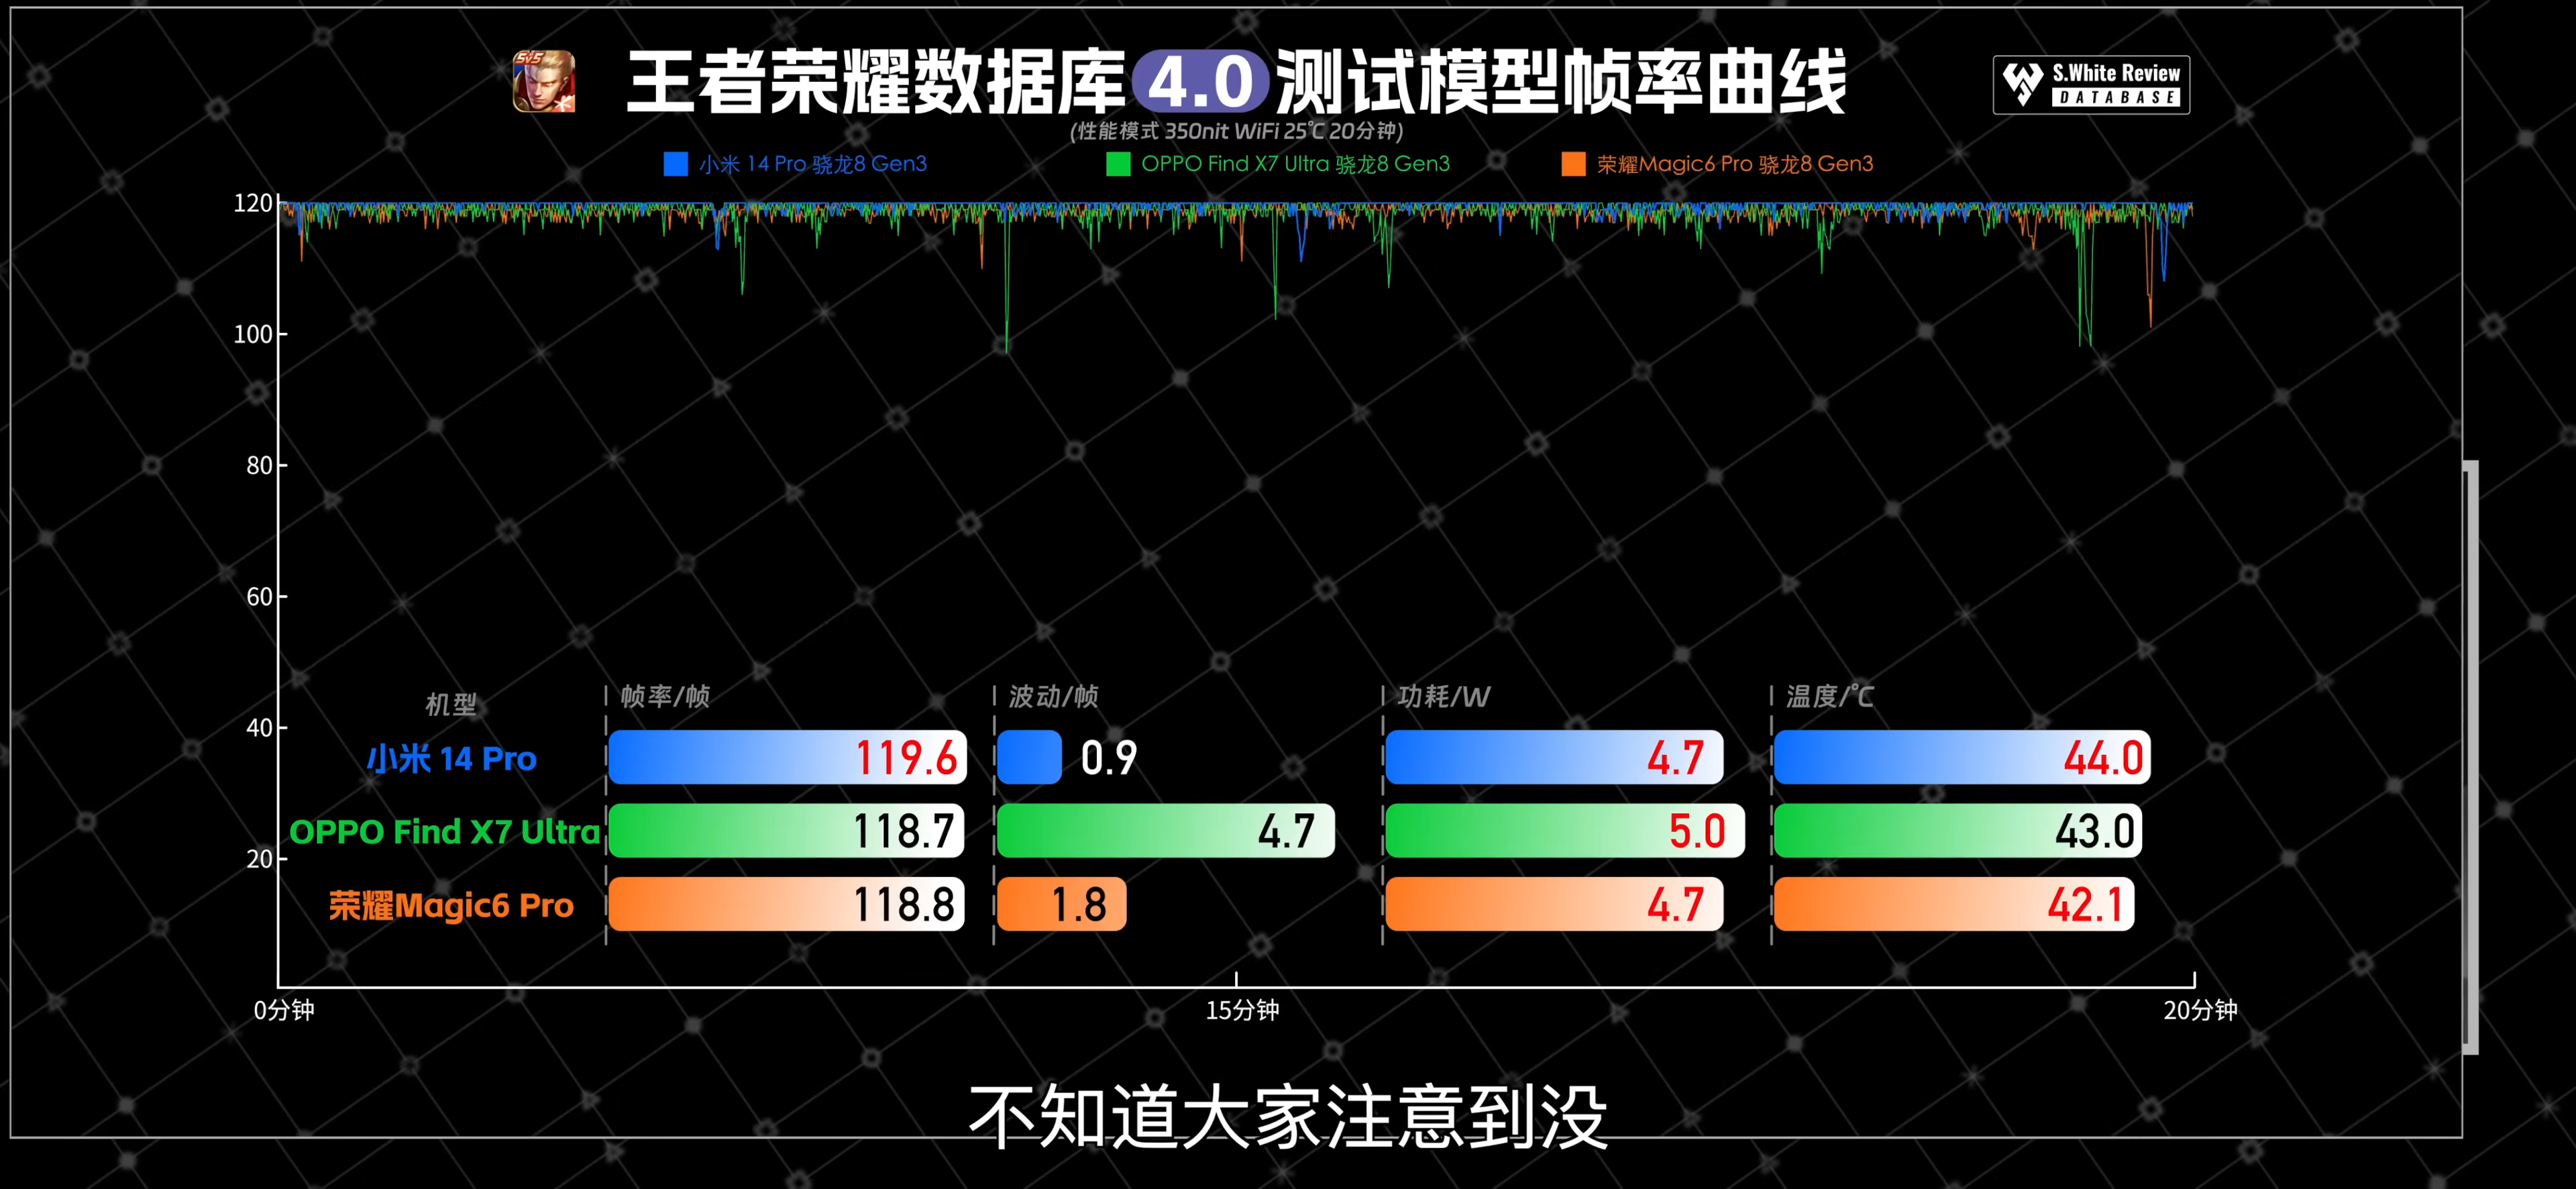 5v5
王者荣耀数据库4.0测试模型帧率曲线
S.White Review
DATABASE
(性能模式 350nit WiFi 25℃ 20分钟)
小米 14 Pro 骁龙8 Gen3
OPPO Find X7 Ultra 骁龙8 Gen3
荣耀Magic6 Pro 骁龙8 Gen3
120
100
80
60
40
20
机型 帧率/帧 波动/帧 功耗/W 温度/℃
小米 14 Pro 119.6 0.9 4.7 44.0
OPPO Find X7 Ultra 118.7 4.7 5.0 43.0
荣耀Magic6 Pro 118.8 1.8 4.7 42.1
0分钟 15分钟 20分钟
不知道大家注意到没